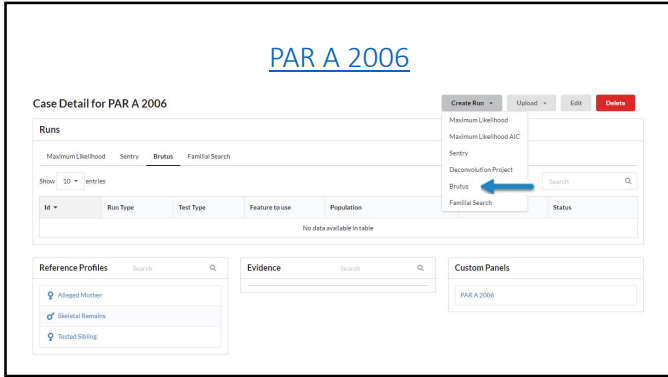 PAR A 2006
Case Detail for PAR A 2006
Create Run
Upload
Edit
Delete
Maximum Likelihood
Maximum Likelihood AIC
Sentry
Deconvolution Project
Brutus
Familial Search
Runs
Maximum Likelihood Sentry Brutus Familial Search
Show 10 entries
Search
Id Run Type Test Type Feature to use Population Status
No data available in table
Reference Profiles Search
Alleged Mother
Skeletal Remains
Tested Sibling
Evidence Search
Custom Panels
PAR A 2006